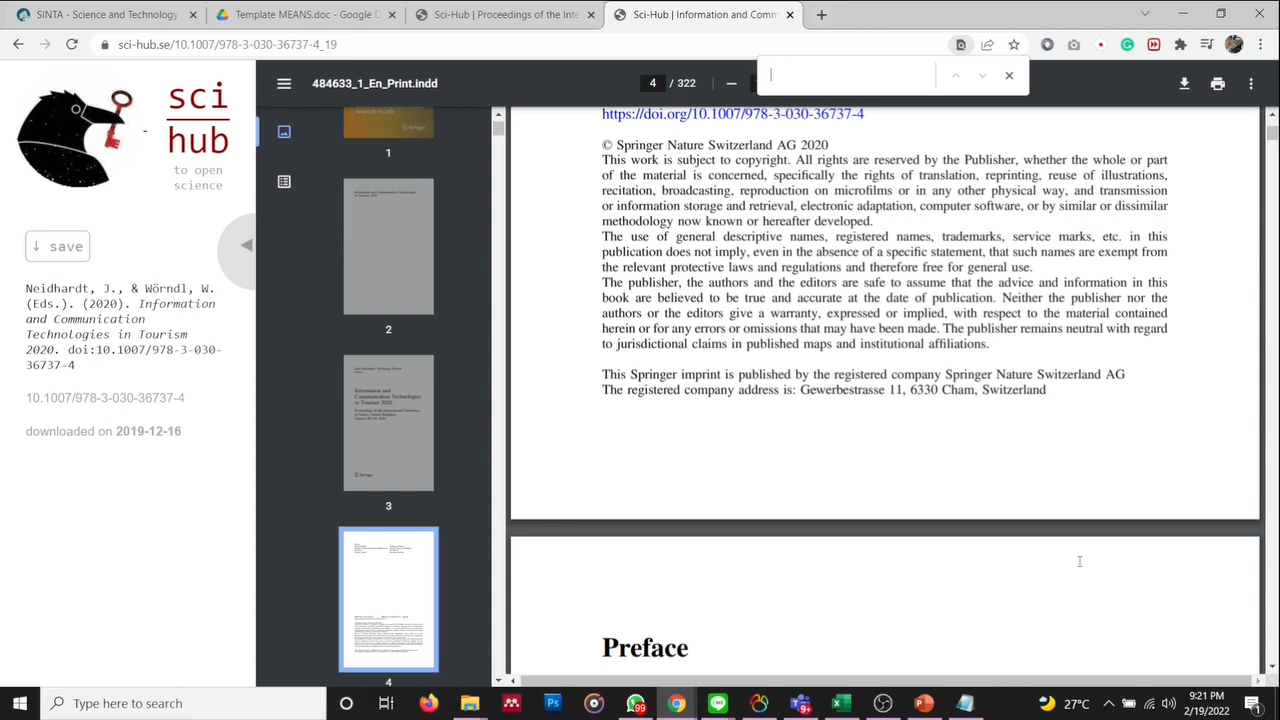 SINTA - Science and Technology
Template MEANS.doc - Google D
Sci-Hub | Proceedings of the Inte
Sci-Hub | Information and Comm
sci-hub.se/10.1007/978-3-030-36737-4_19
sci
hub
to open
science
↓ save
Neidhardt, J., & Wörndl, W.
(Eds.). (2020). Information
and Communication
Technologies in Tourism
2020. doi:10.1007/978-3-030-
36737-4
10.1007/978-3-030-36737-4
downloaded on 2019-12-16
484633_1_En_Print.indd
4 / 322
1
2
Information and
Communication Technologies
in Tourism 2020
Springer
3
4
https://doi.org/10.1007/978-3-030-36737-4
© Springer Nature Switzerland AG 2020
This work is subject to copyright. All rights are reserved by the Publisher, whether the whole or part
of the material is concerned, specifically the rights of translation, reprinting, reuse of illustrations,
recitation, broadcasting, reproduction on microfilms or in any other physical way, and transmission
or information storage and retrieval, electronic adaptation, computer software, or by similar or dissimilar
methodology now known or hereafter developed.
The use of general descriptive names, registered names, trademarks, service marks, etc. in this
publication does not imply, even in the absence of a specific statement, that such names are exempt from
the relevant protective laws and regulations and therefore free for general use.
The publisher, the authors and the editors are safe to assume that the advice and information in this
book are believed to be true and accurate at the date of publication. Neither the publisher nor the
authors or the editors give a warranty, expressed or implied, with respect to the material contained
herein or for any errors or omissions that may have been made. The publisher remains neutral with regard
to jurisdictional claims in published maps and institutional affiliations.
This Springer imprint is published by the registered company Springer Nature Switzerland AG
The registered company address is: Gewerbestrasse 11, 6330 Cham, Switzerland
Preface
Type here to search
99
9+
27°C
9:21 PM
2/19/2022